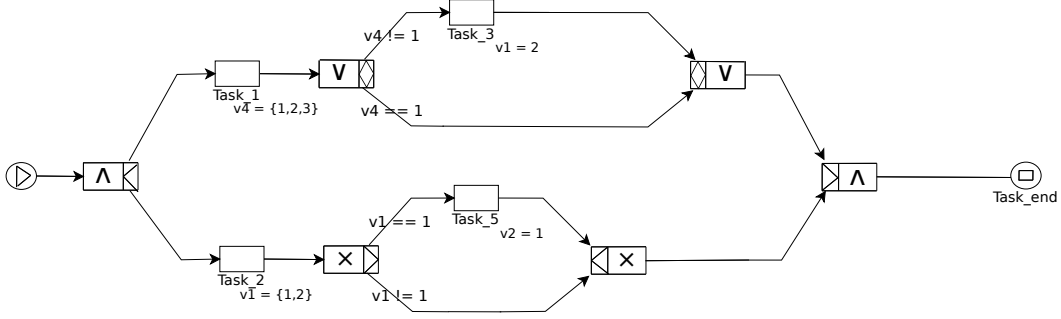 v4 != 1
Task_3
v1 = 2
V
V
Task_1
v4 = {1,2,3}
v4 == 1
Λ
Λ
Task_end
v1 == 1
Task_5
v2 = 1
×
×
Task_2
v1 = {1,2}
v1 != 1